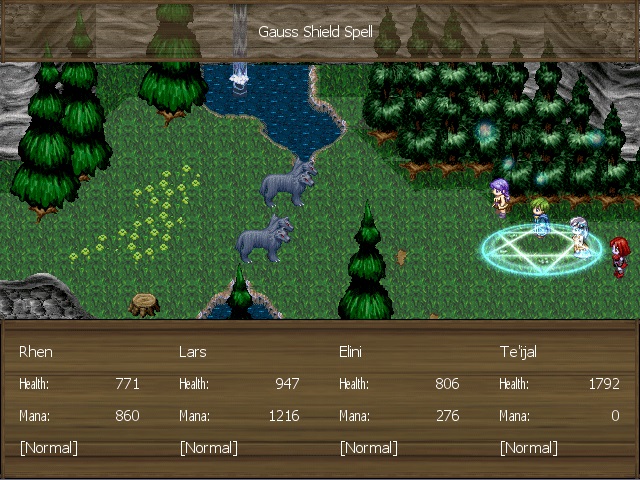 Gauss Shield Spell
Rhen Lars Elini Te'ijal
Health: 771 Health: 947 Health: 806 Health: 1792
Mana: 860 Mana: 1216 Mana: 276 Mana: 0
[Normal] [Normal] [Normal] [Normal]